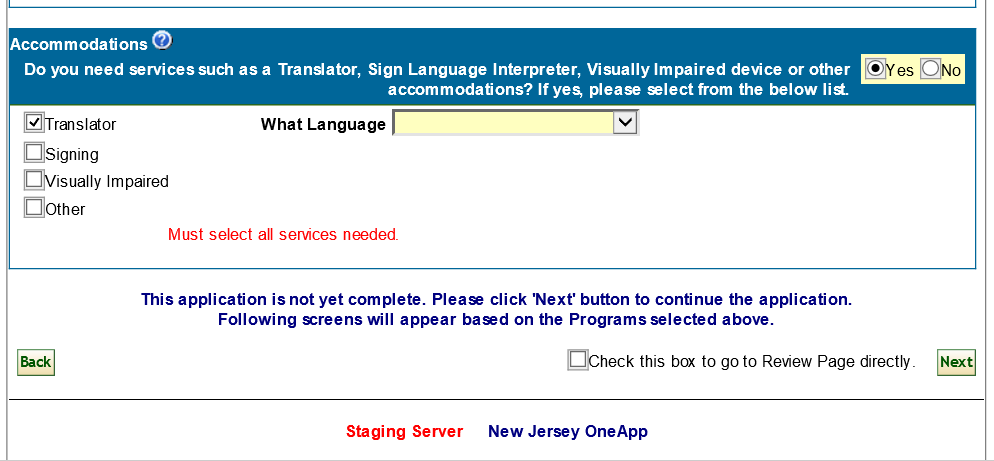 Accommodations
Do you need services such as a Translator, Sign Language Interpreter, Visually Impaired device or other
accommodations? If yes, please select from the below list.
Yes No
Translator What Language
Signing
Visually Impaired
Other
Must select all services needed.
This application is not yet complete. Please click 'Next' button to continue the application.
Following screens will appear based on the Programs selected above.
Back Check this box to go to Review Page directly. Next
Staging Server New Jersey OneApp